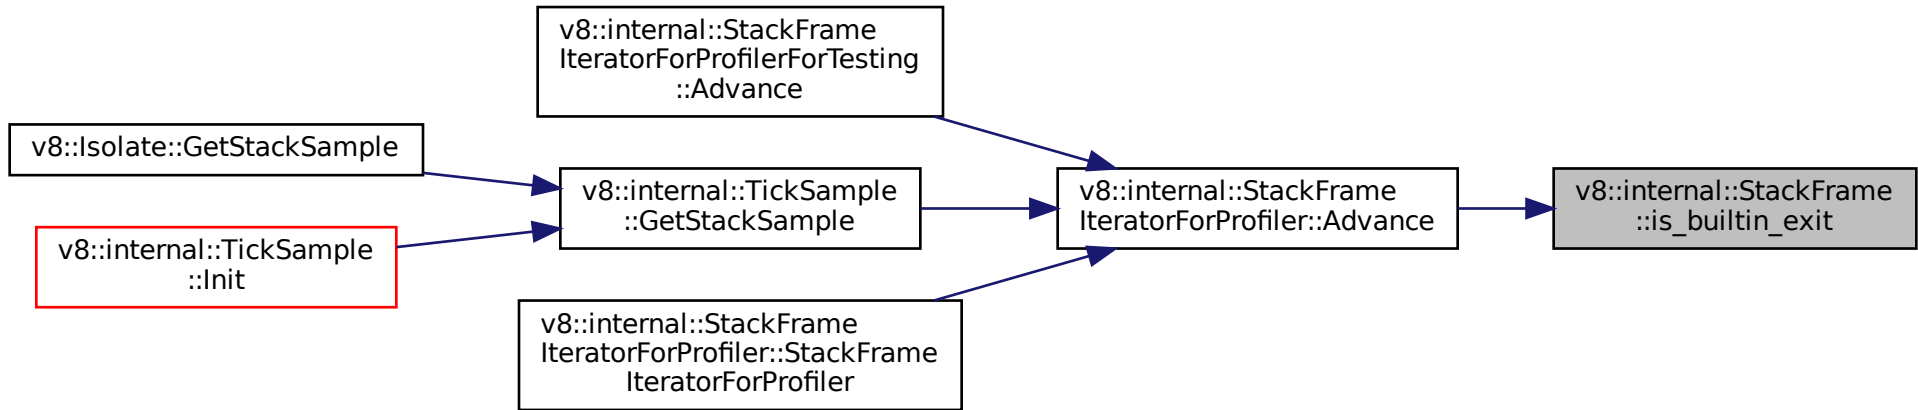 v8::internal::StackFrame
IteratorForProfilerForTesting
::Advance
v8::Isolate::GetStackSample
v8::internal::TickSample
::Init
v8::internal::TickSample
::GetStackSample
v8::internal::StackFrame
IteratorForProfiler::StackFrame
IteratorForProfiler
v8::internal::StackFrame
IteratorForProfiler::Advance
v8::internal::StackFrame
::is_builtin_exit